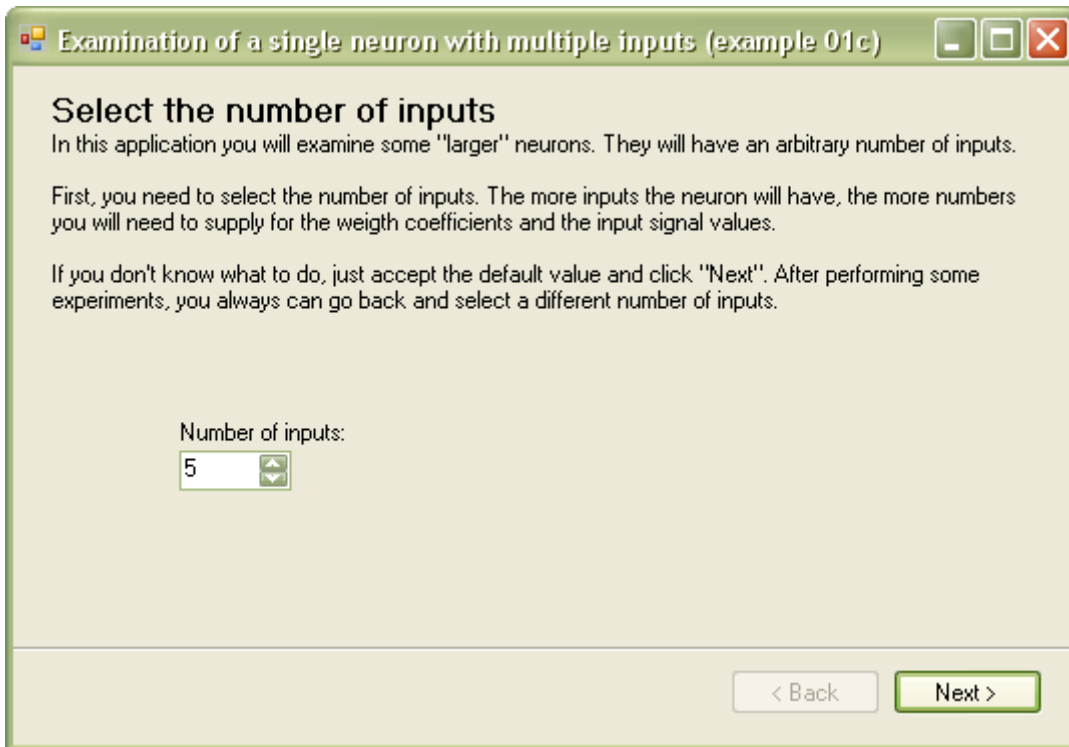 Examination of a single neuron with multiple inputs (example 01c)
Select the number of inputs
In this application you will examine some "larger" neurons. They will have an arbitrary number of inputs.
First, you need to select the number of inputs. The more inputs the neuron will have, the more numbers
you will need to supply for the weigth coefficients and the input signal values.
If you don't know what to do, just accept the default value and click "Next". After performing some
experiments, you always can go back and select a different number of inputs.
Number of inputs:
5
< Back
Next >